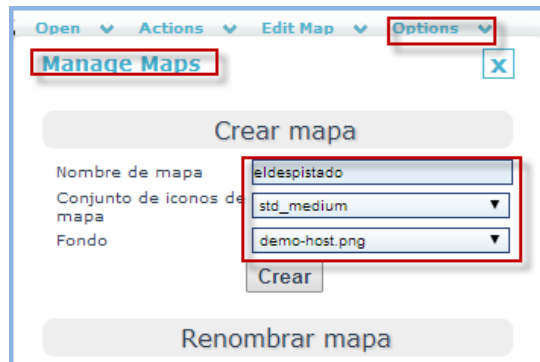 Open Actions Edit Map Options
Manage Maps
X
Crear mapa
Nombre de mapa eldespistado
Conjunto de iconos de mapa std_medium
Fondo demo-host.png
Crear
Renombrar mapa